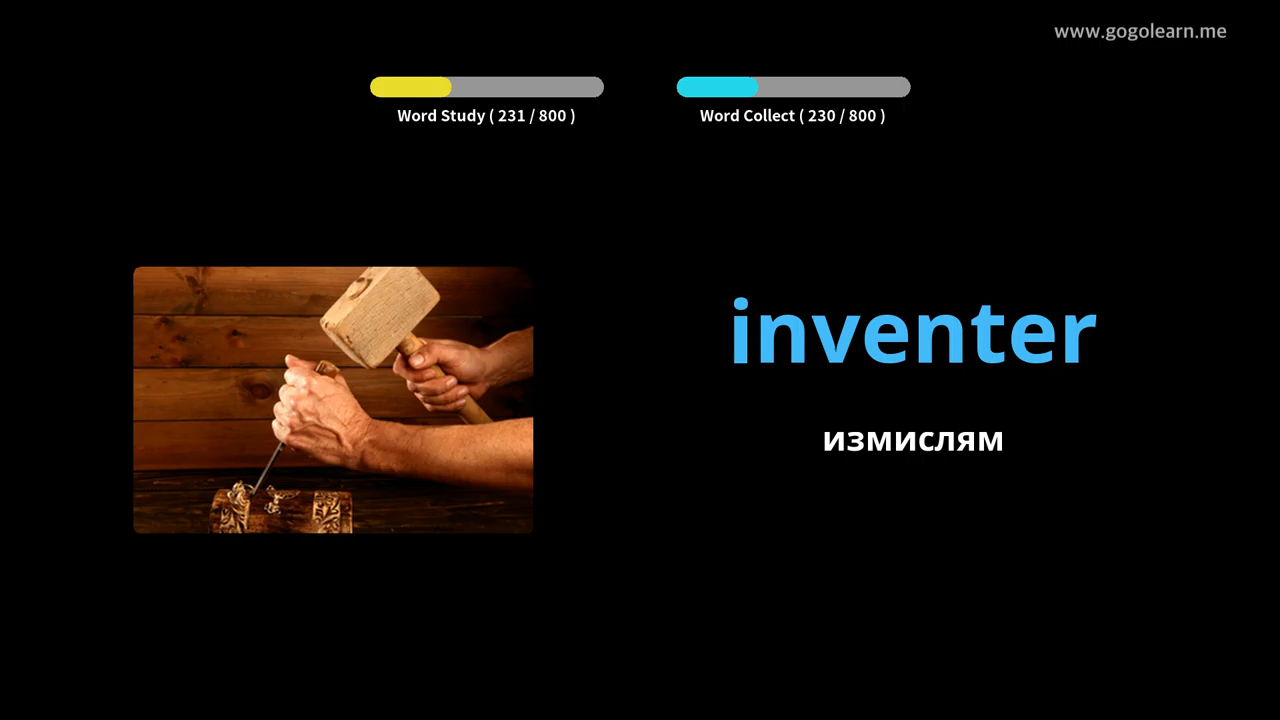 www.gogolearn.me
Word Study ( 231 / 800 )
Word Collect ( 230 / 800 )
inventer
измислям